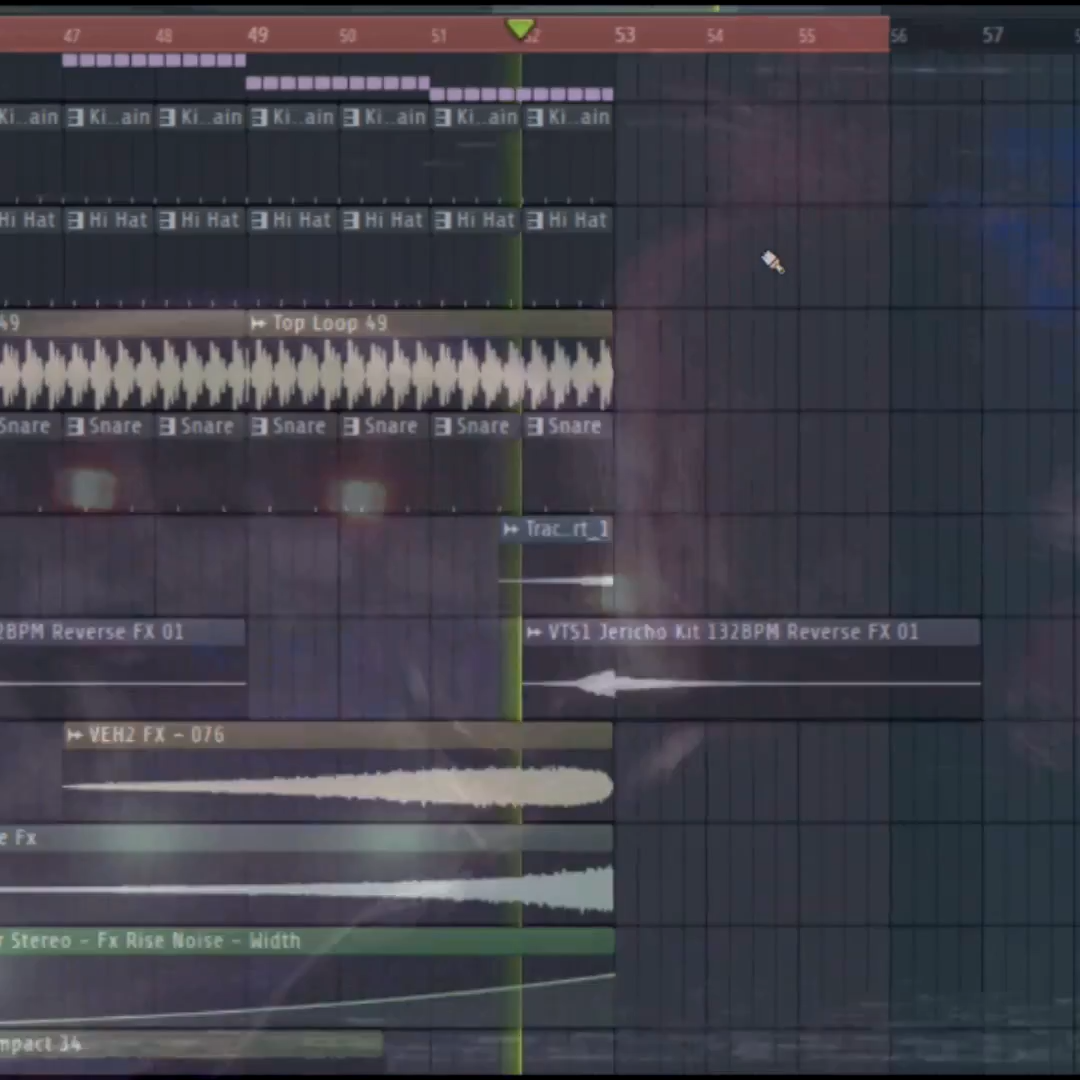 47 48 49 50 51 52 53 54 55 56 57
Ki..ain Ki..ain Ki..ain Ki..ain Ki..ain Ki..ain Ki..ain
Hi Hat Hi Hat Hi Hat Hi Hat Hi Hat Hi Hat Hi Hat
49 Top Loop 49
Snare Snare Snare Snare Snare Snare Snare
Trac..rt_1
2BPM Reverse FX 01 VTS1 Jericho Kit 132BPM Reverse FX 01
VEH2 FX - 076
e Fx
r Stereo - Fx Rise Noise - Width
mpact 34